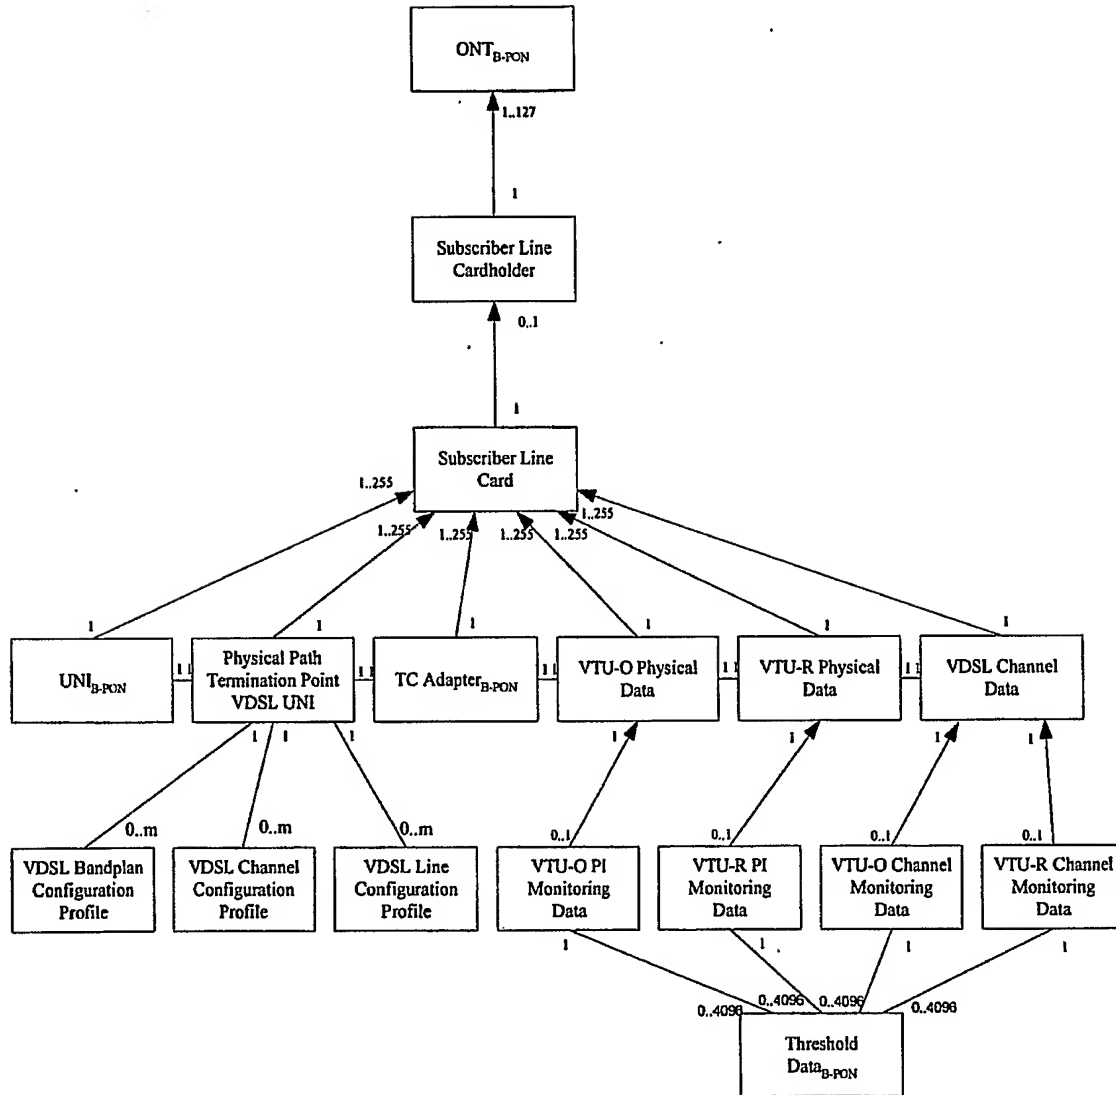 ONT B-PON
1..127
1
Subscriber Line
Cardholder
0..1
1
Subscriber Line
Card
1..255
1..255
1..255
1..255
1..255
1..255
1
1
1
1
1
1
UNI B-PON
1 1
Physical Path
Termination Point
VDSL UNI
1 1
TC Adapter B-PON
1 1
VTU-O Physical
Data
1 1
VTU-R Physical
Data
1 1
VDSL Channel
Data
1
1
1
1
1
1
1
0..m
0..m
0..m
0..1
0..1
0..1
0..1
VDSL Bandplan
Configuration
Profile
VDSL Channel
Configuration
Profile
VDSL Line
Configuration
Profile
VTU-O PI
Monitoring
Data
VTU-R PI
Monitoring
Data
VTU-O Channel
Monitoring
Data
VTU-R Channel
Monitoring
Data
1
1
1
1
0..4096
0..4096
0..4096
0..4096
Threshold
Data B-PON